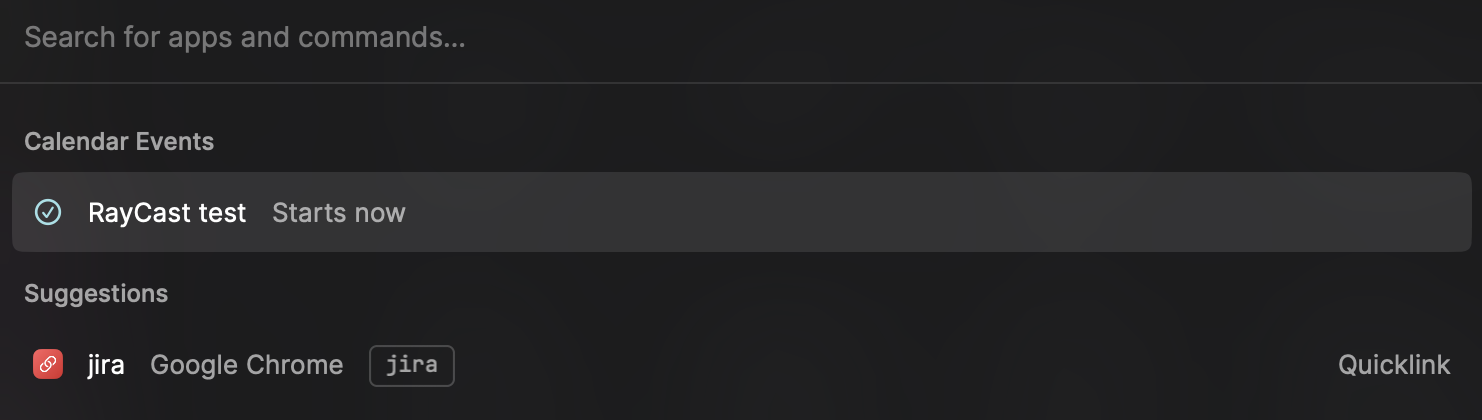 Search for apps and commands...
Calendar Events
RayCast test Starts now
Suggestions
jira Google Chrome jira Quicklink